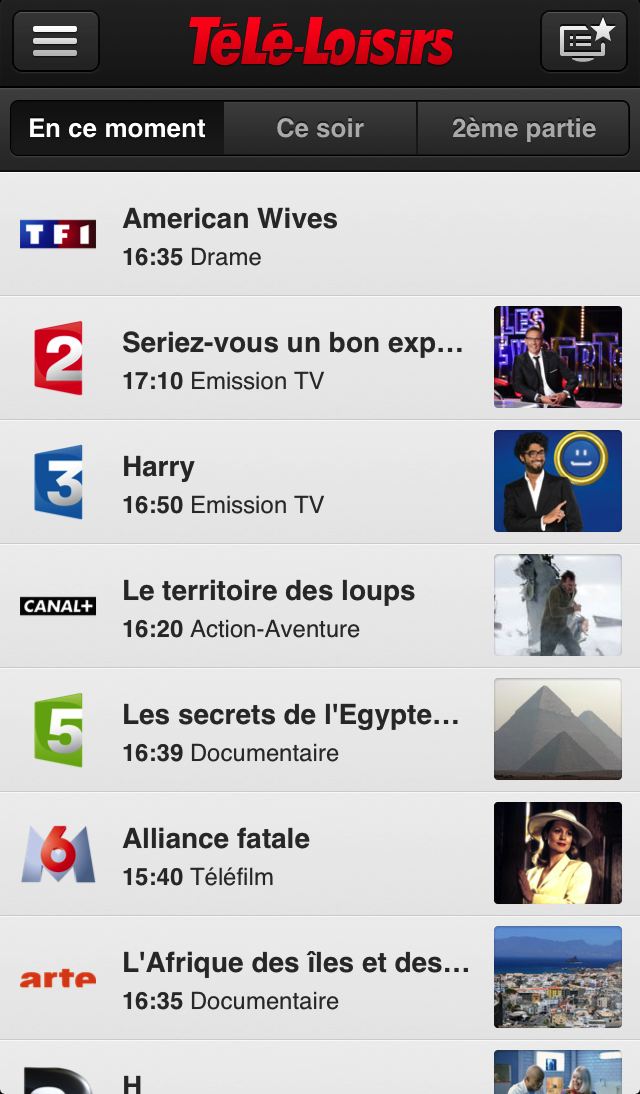 TéLé-LOISIRS
En ce moment
Ce soir
2ème partie
TF1
American Wives
16:35 Drame
2
Seriez-vous un bon exp...
17:10 Emission TV
LES
3
Harry
16:50 Emission TV
CANAL+
Le territoire des loups
16:20 Action-Aventure
5
Les secrets de l'Egypte...
16:39 Documentaire
M6
Alliance fatale
15:40 Téléfilm
arte
L'Afrique des îles et des...
16:35 Documentaire
H